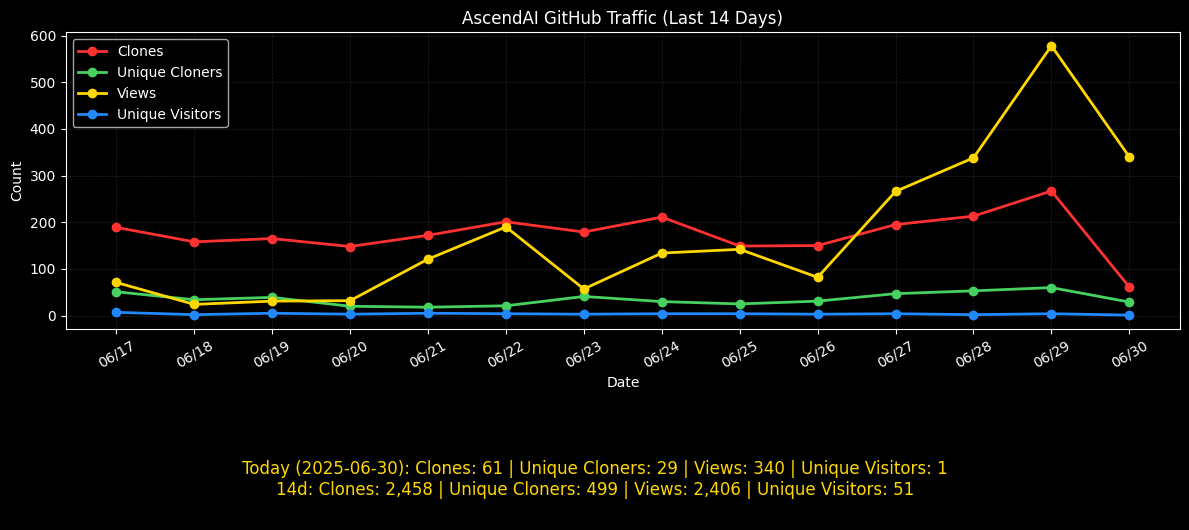 AscendAI GitHub Traffic (Last 14 Days)
Clones
Unique Cloners
Views
Unique Visitors
Count
600
500
400
300
200
100
0
06/17 06/18 06/19 06/20 06/21 06/22 06/23 06/24 06/25 06/26 06/27 06/28 06/29 06/30
Date
Today (2025-06-30): Clones: 61 | Unique Cloners: 29 | Views: 340 | Unique Visitors: 1
14d: Clones: 2,458 | Unique Cloners: 499 | Views: 2,406 | Unique Visitors: 51